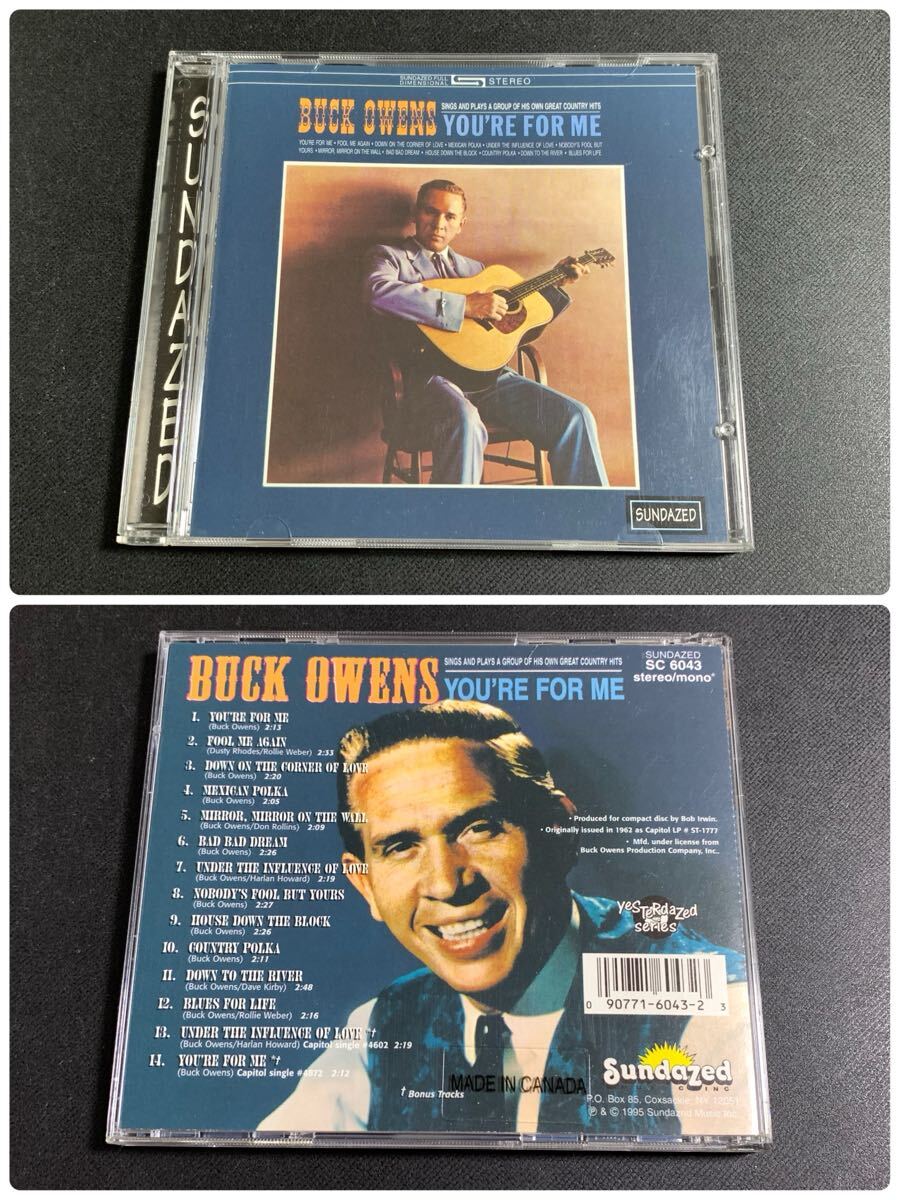 SUNDAZED
SUNDAZED FULL
DIMENSIONAL STEREO
BUCK OWENS
SINGS AND PLAYS A GROUP OF HIS OWN GREAT COUNTRY HITS
YOU'RE FOR ME
YOU'RE FOR ME • FOOL ME AGAIN • DOWN ON THE CORNER OF LOVE • MEXICAN POLKA • UNDER THE INFLUENCE OF LOVE • NOBODY'S FOOL BUT
YOURS • MIRROR, MIRROR ON THE WALL • BAD BAD DREAM • HOUSE DOWN THE BLOCK • COUNTRY POLKA • DOWN TO THE RIVER • BLUES FOR LIFE
SUNDAZED
BUCK OWENS
SINGS AND PLAYS A GROUP OF HIS OWN GREAT COUNTRY HITS
YOU'RE FOR ME
SUNDAZED
SC 6043
stereo/mono*
1. YOU'RE FOR ME
(Buck Owens) 2:13
2. FOOL ME AGAIN
(Dusty Rhodes/Rollie Weber) 2:33
3. DOWN ON THE CORNER OF LOVE
(Buck Owens) 2:20
4. MEXICAN POLKA
(Buck Owens) 2:05
5. MIRROR, MIRROR ON THE WALL
(Buck Owens/Don Rollins) 2:09
6. BAD BAD DREAM
(Buck Owens) 2:26
7. UNDER THE INFLUENCE OF LOVE
(Buck Owens/Harlan Howard) 2:19
8. NOBODY'S FOOL BUT YOURS
(Buck Owens) 2:27
9. HOUSE DOWN THE BLOCK
(Buck Owens) 2:26
10. COUNTRY POLKA
(Buck Owens) 2:11
11. DOWN TO THE RIVER
(Buck Owens/Dave Kirby) 2:48
12. BLUES FOR LIFE
(Buck Owens/Rollie Weber) 2:16
13. UNDER THE INFLUENCE OF LOVE *†
(Buck Owens/Harlan Howard) Capitol single #4602 2:19
14. YOU'RE FOR ME *†
(Buck Owens) Capitol single #4872 2:12
† Bonus Tracks
MADE IN CANADA
• Produced for compact disc by Bob Irwin.
• Originally issued in 1962 as Capitol LP # ST-1777
• Mfd. under license from
Buck Owens Production Company, Inc..
yesterdazed
series
0 90771-6043-2 3
Sundazed
MUSIC INC
P.O. Box 85, Coxsackie, NY 12051
℗ & © 1995 Sundazed Music Inc.